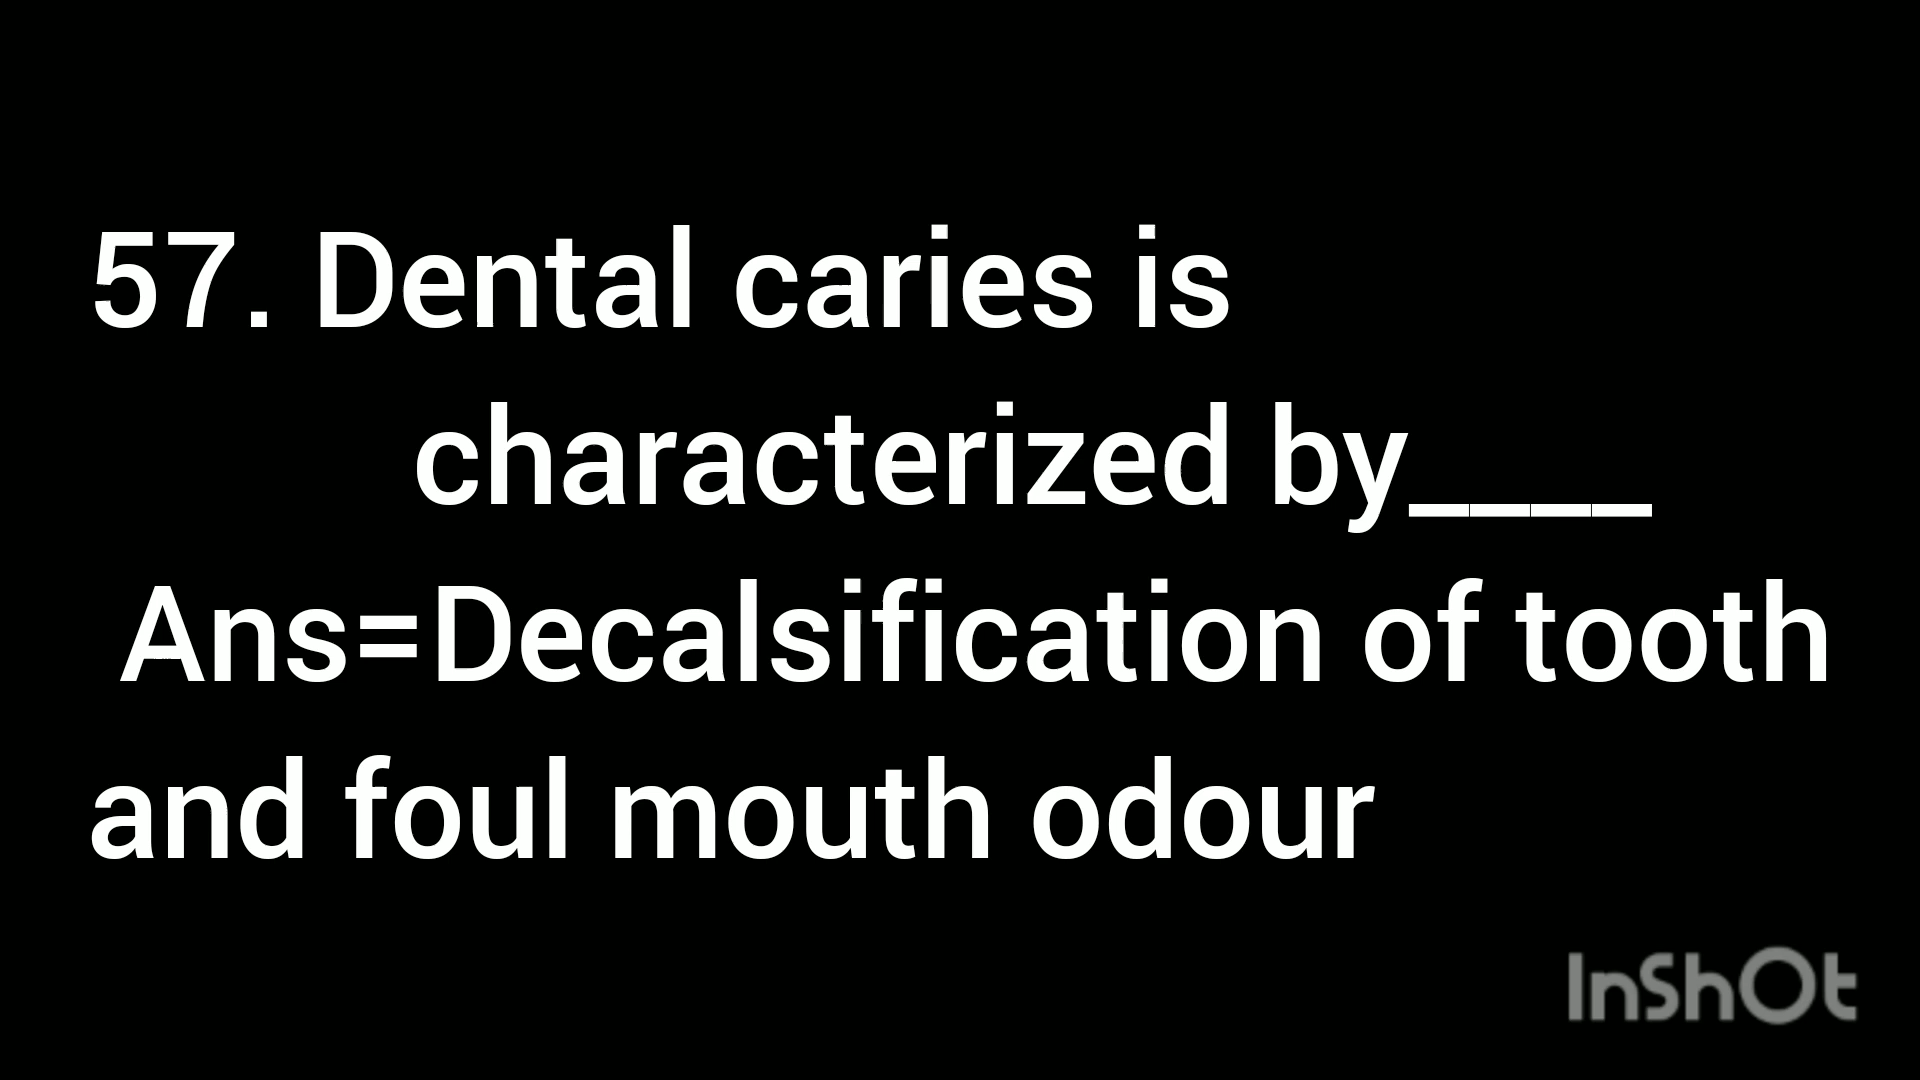 57. Dental caries is
characterized by____
Ans=Decalsification of tooth
and foul mouth odour
InShOt